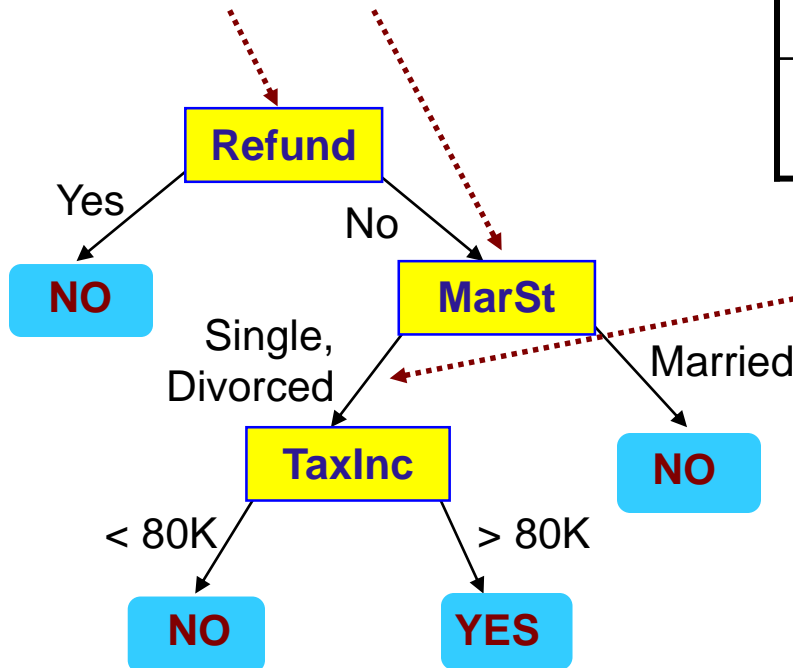 Refund
Yes
No
NO
MarSt
Single,
Divorced
Married
TaxInc
NO
< 80K
> 80K
NO
YES